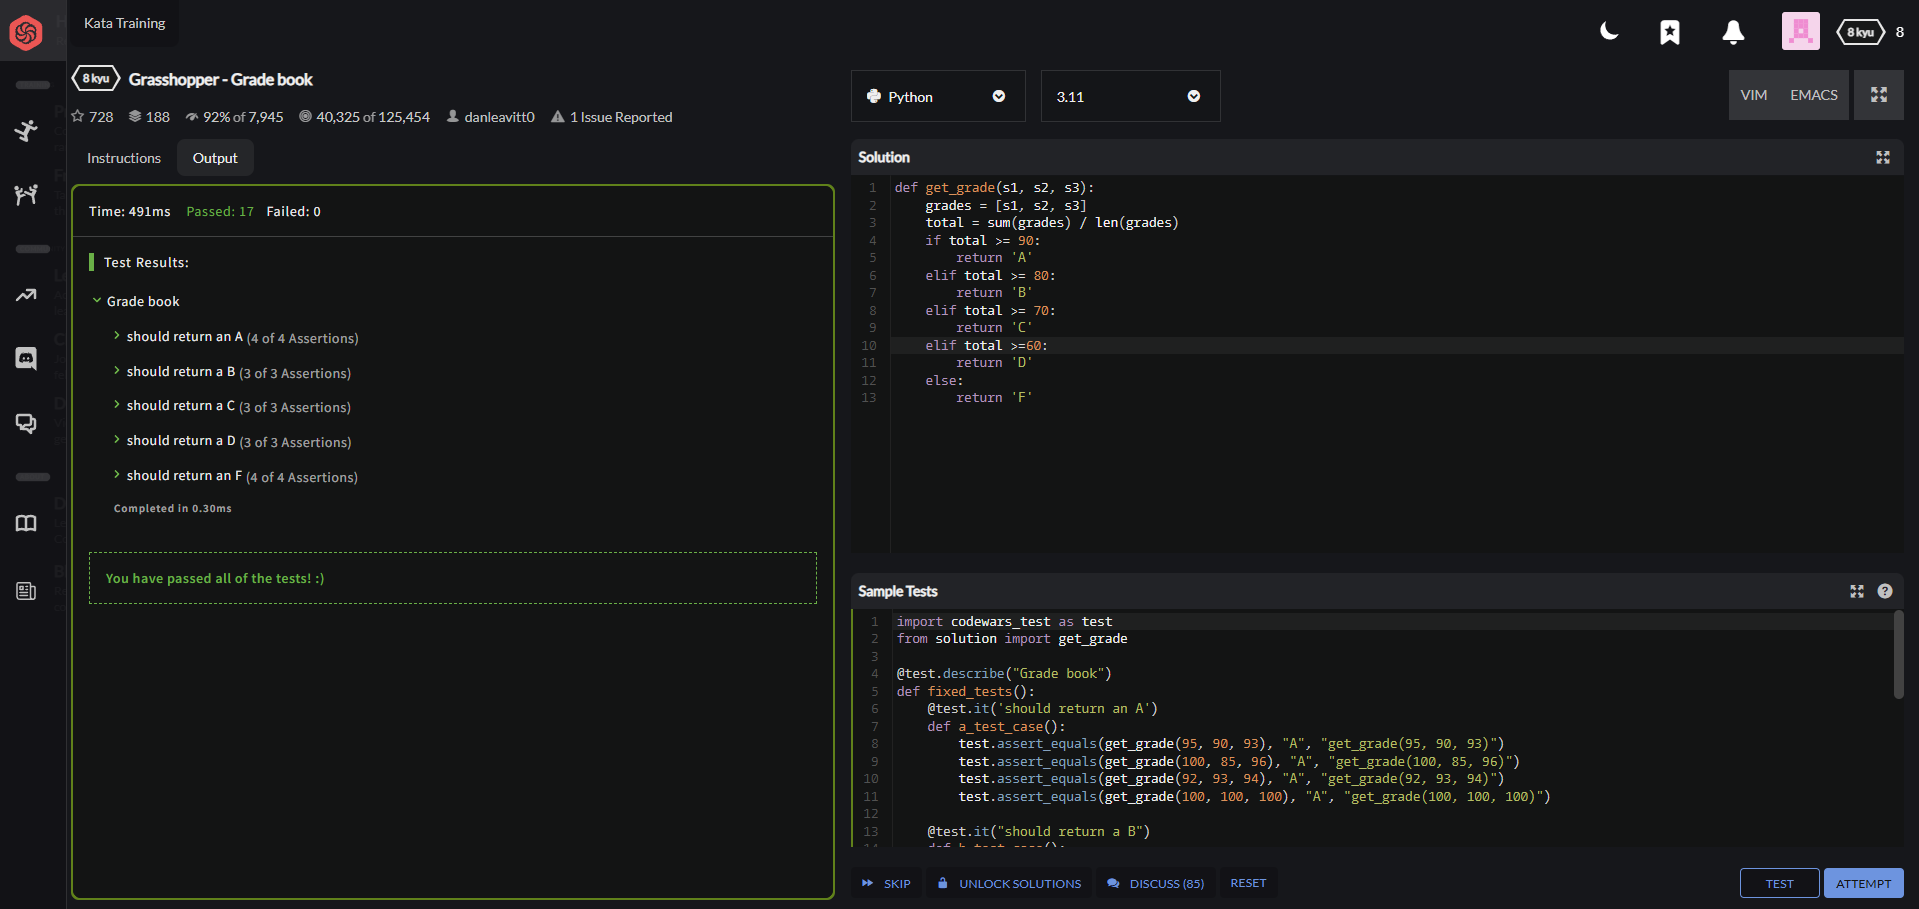 Kata Training
8 kyu
8
8 kyu Grasshopper - Grade book
728 188 92% of 7,945 40,325 of 125,454 danleavitt0 1 Issue Reported
Instructions Output
Time: 491ms Passed: 17 Failed: 0
Test Results:
Grade book
should return an A (4 of 4 Assertions)
should return a B (3 of 3 Assertions)
should return a C (3 of 3 Assertions)
should return a D (3 of 3 Assertions)
should return an F (4 of 4 Assertions)
Completed in 0.30ms
You have passed all of the tests! :)
Python 3.11 VIM EMACS
Solution
1 def get_grade(s1, s2, s3):
2     grades = [s1, s2, s3]
3     total = sum(grades) / len(grades)
4     if total >= 90:
5         return 'A'
6     elif total >= 80:
7         return 'B'
8     elif total >= 70:
9         return 'C'
10     elif total >=60:
11         return 'D'
12     else:
13         return 'F'
Sample Tests
1 import codewars_test as test
2 from solution import get_grade
3
4 @test.describe("Grade book")
5 def fixed_tests():
6     @test.it('should return an A')
7     def a_test_case():
8         test.assert_equals(get_grade(95, 90, 93), "A", "get_grade(95, 90, 93)")
9         test.assert_equals(get_grade(100, 85, 96), "A", "get_grade(100, 85, 96)")
10         test.assert_equals(get_grade(92, 93, 94), "A", "get_grade(92, 93, 94)")
11         test.assert_equals(get_grade(100, 100, 100), "A", "get_grade(100, 100, 100)")
12
13     @test.it("should return a B")
SKIP UNLOCK SOLUTIONS DISCUSS (85) RESET TEST ATTEMPT